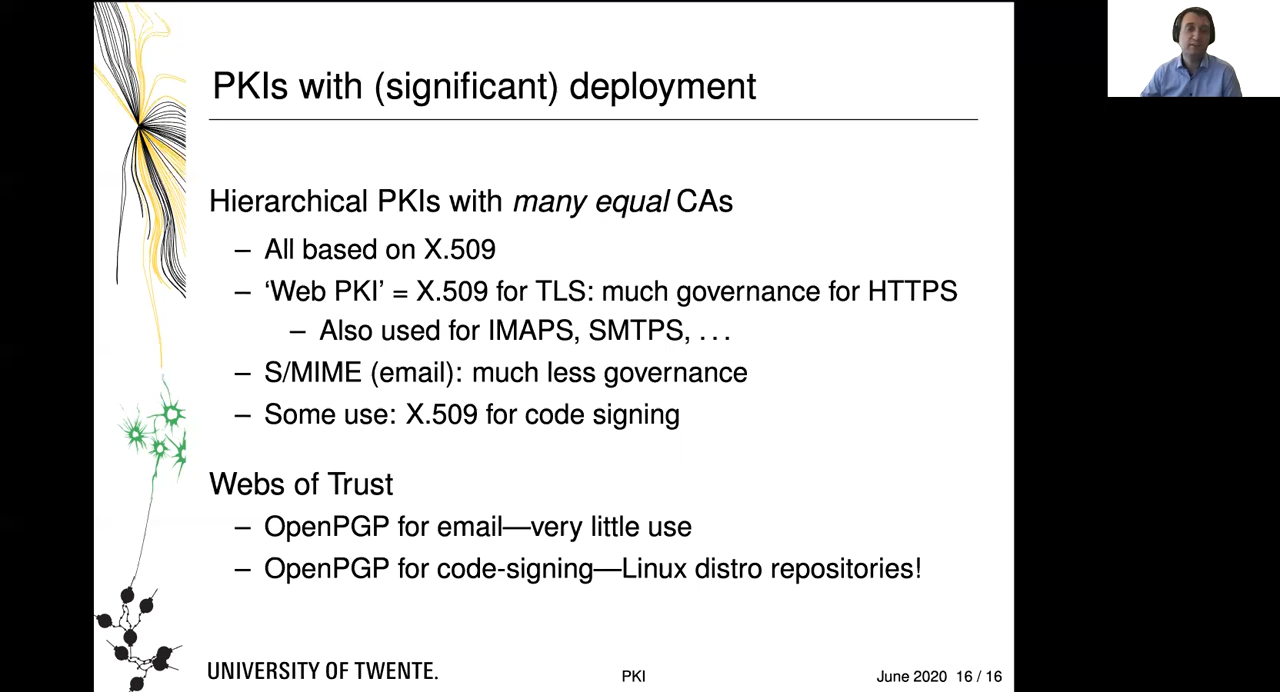 PKIs with (significant) deployment
Hierarchical PKIs with many equal CAs
– All based on X.509
– ‘Web PKI’ = X.509 for TLS: much governance for HTTPS
– Also used for IMAPS, SMTPS, . . .
– S/MIME (email): much less governance
– Some use: X.509 for code signing
Webs of Trust
– OpenPGP for email—very little use
– OpenPGP for code-signing—Linux distro repositories!
UNIVERSITY OF TWENTE. PKI June 2020 16 / 16